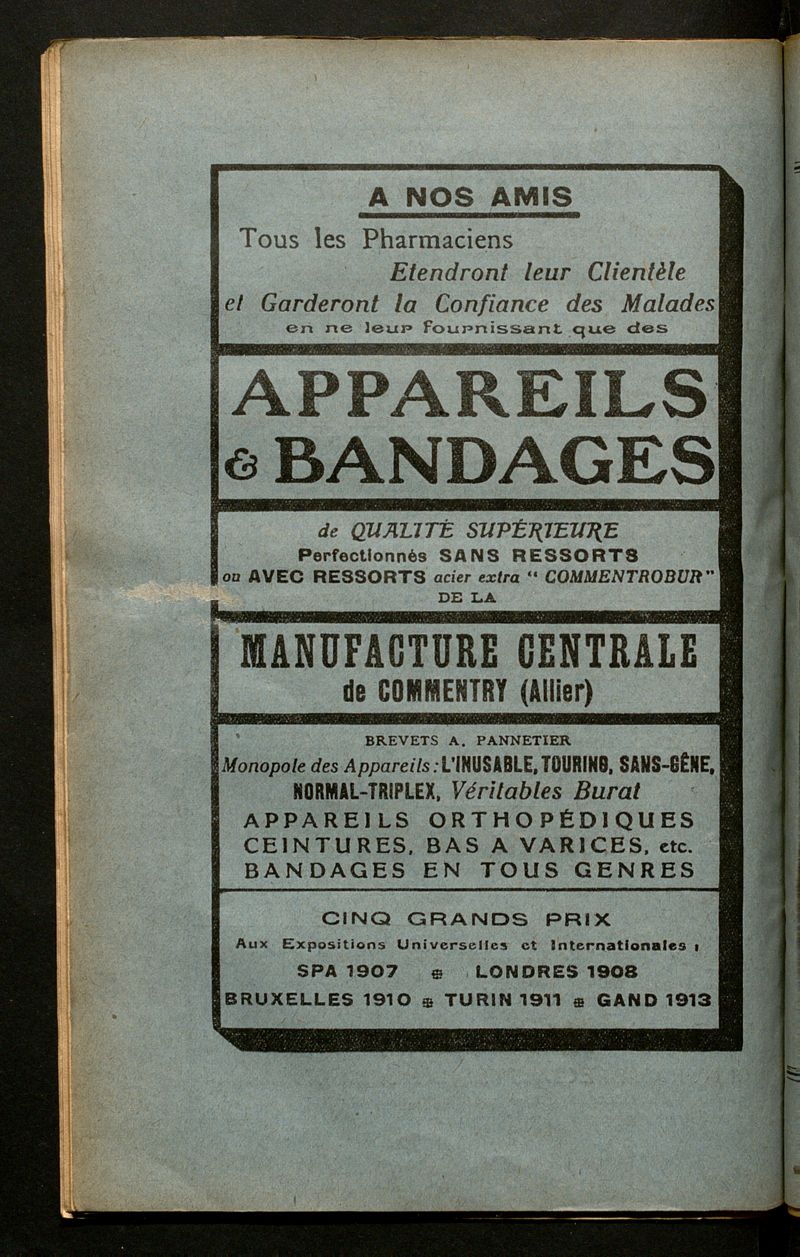 A NOS AMIS
Tous les Pharmaciens
Etendront leur Clientèle
et Garderont la Confiance des Malades
en ne leur Fournissant que des
APPAREILS
& BANDAGES
de QUALITÉ SUPÉRIEURE
Perfectionnés SANS RESSORTS
ou AVEC RESSORTS acier extra “ COMMENTROBUR ”
DE LA
MANUFACTURE CENTRALE
de COMMENTRY (Allier)
BREVETS A. PANNETIER
Monopole des Appareils : L'INUSABLE, TOURING, SANS-GÊNE,
NORMAL-TRIPLEX, Véritables Burat
APPAREILS ORTHOPÉDIQUES
CEINTURES, BAS A VARICES, etc.
BANDAGES EN TOUS GENRES
CINQ GRANDS PRIX
Aux Expositions Universelles et Internationales :
SPA 1907 ⊕ LONDRES 1908
BRUXELLES 1910 ⊕ TURIN 1911 ⊕ GAND 1913